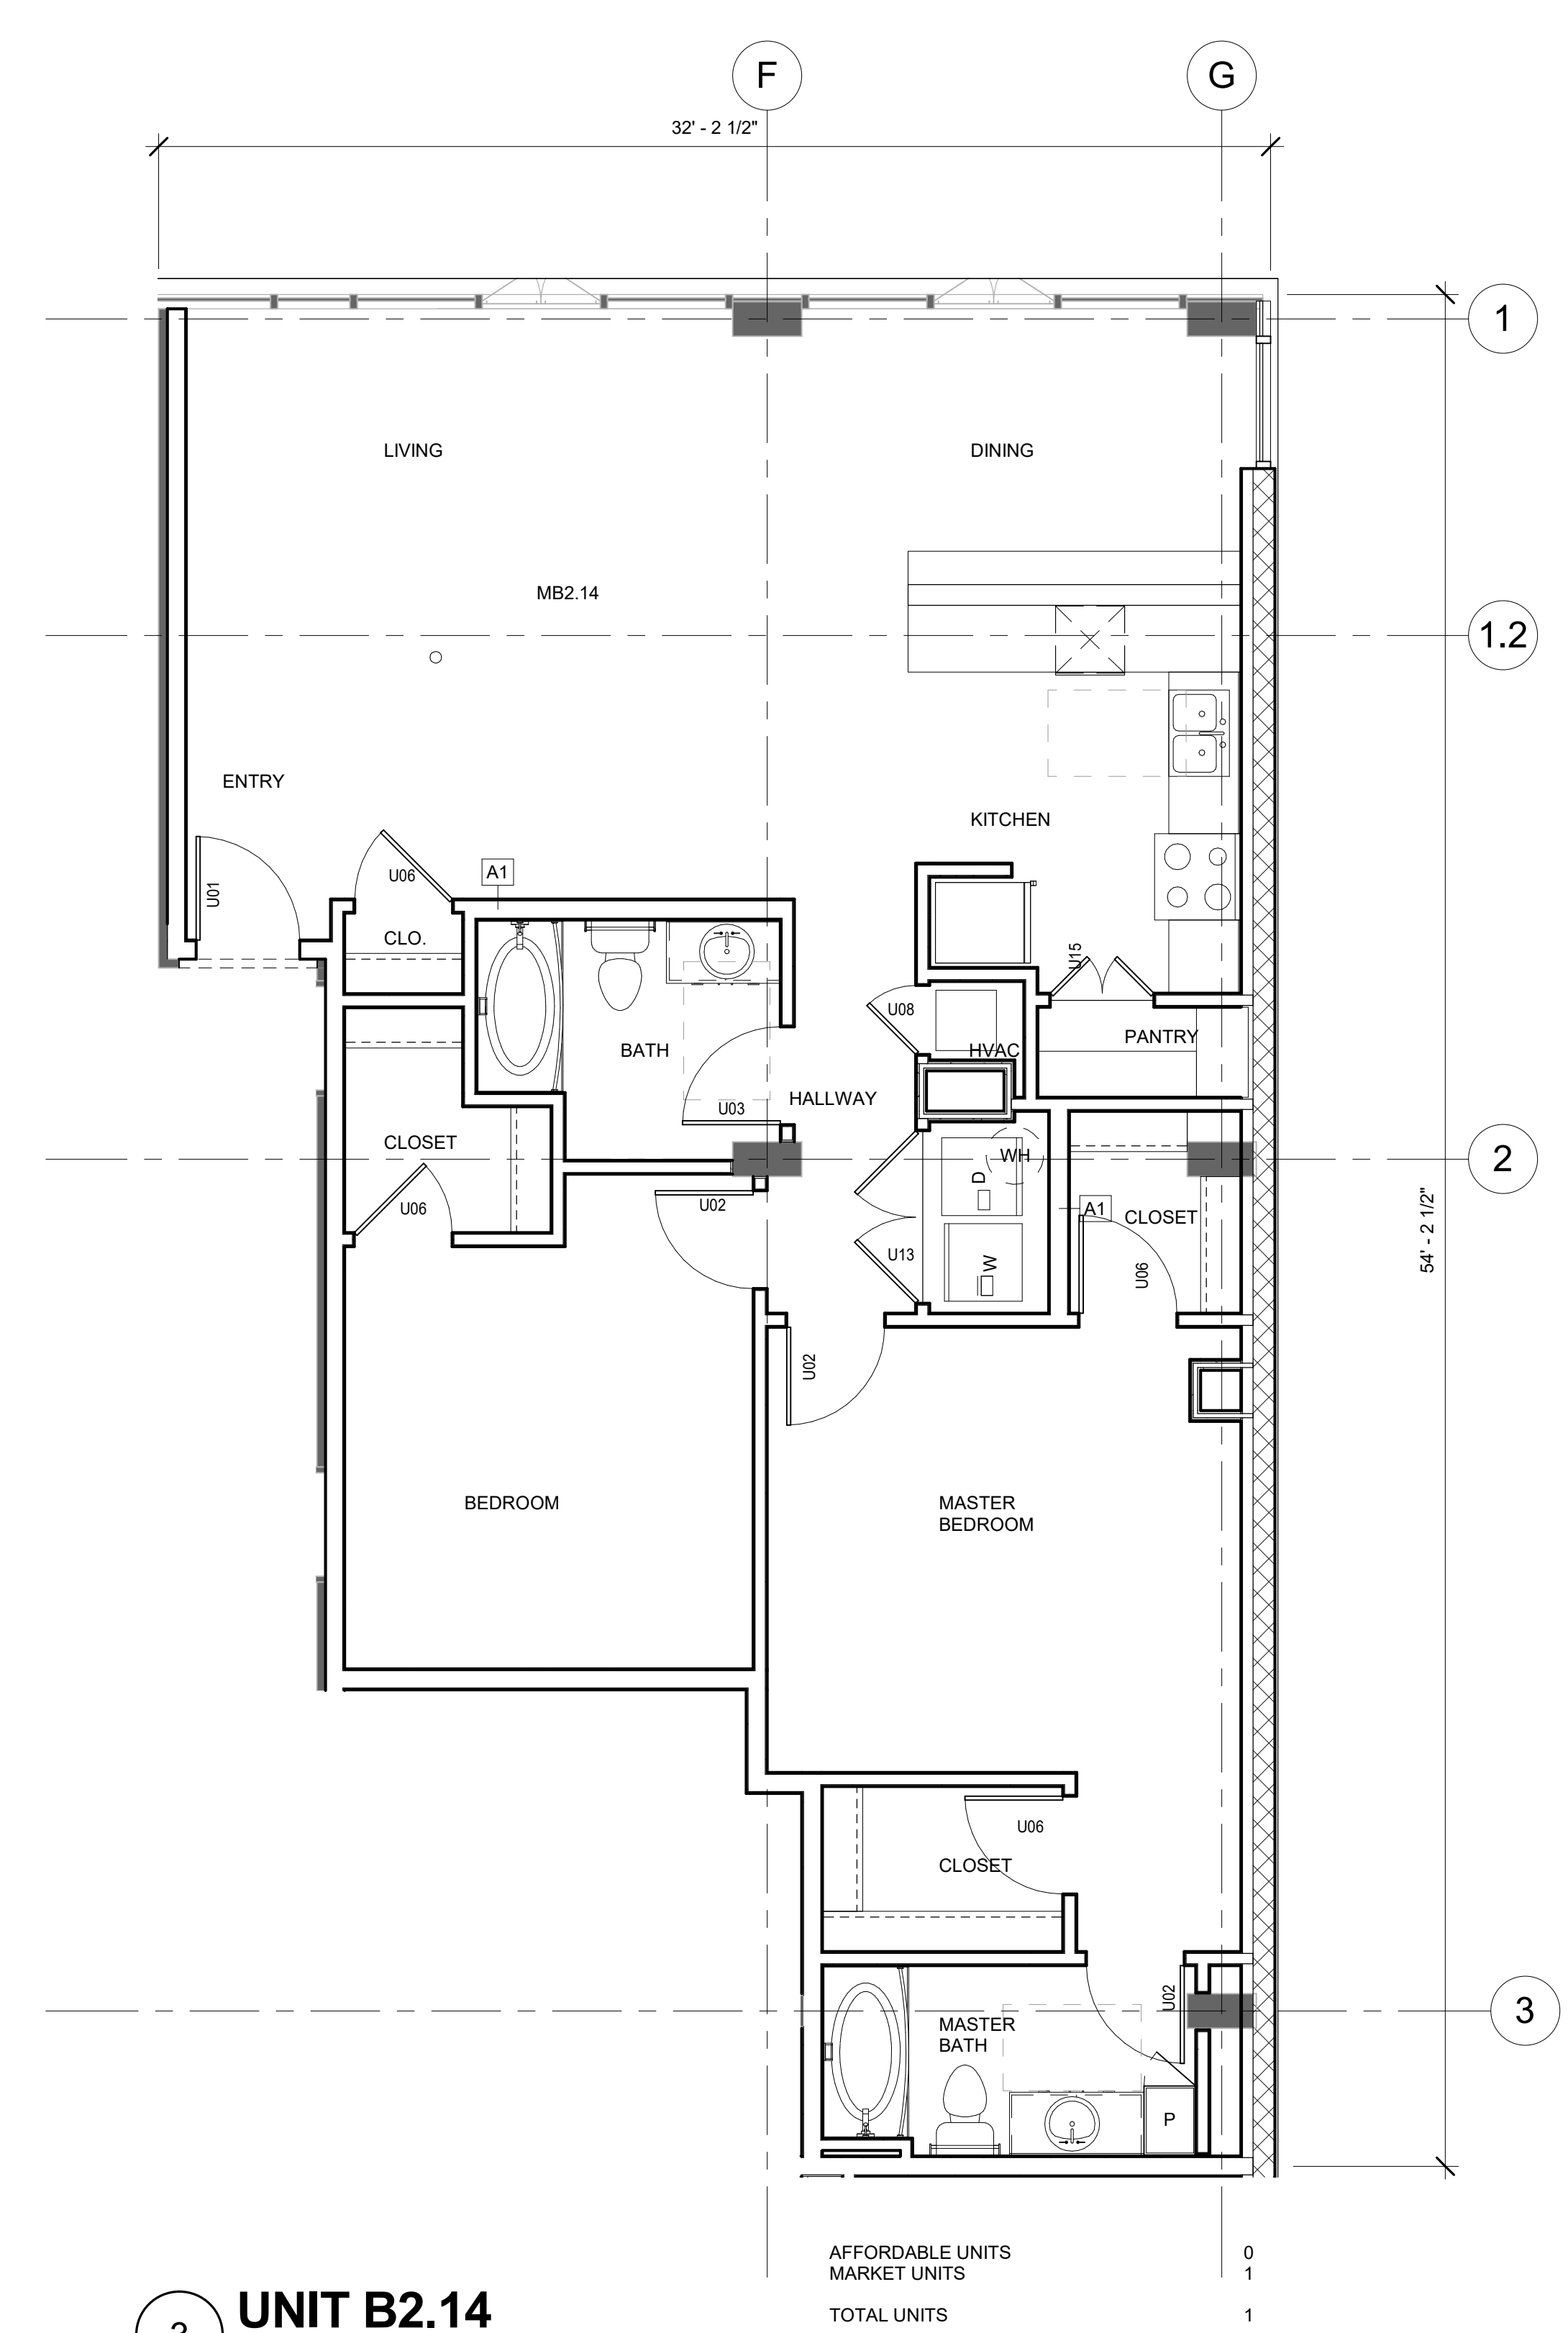 F
G
32' - 2 1/2"
1
LIVING
DINING
MB2.14
1.2
ENTRY
KITCHEN
U06
A1
U01
CLO.
U15
U08
PANTRY
BATH
HVAC
HALLWAY
U03
CLOSET
WH
2
D
U02
U06
A1
CLOSET
54' - 2 1/2"
U13
W
U06
U02
BEDROOM
MASTER
BEDROOM
U06
CLOSET
U02
3
MASTER
BATH
P
AFFORDABLE UNITS 0
MARKET UNITS 1
UNIT B2.14
TOTAL UNITS 1